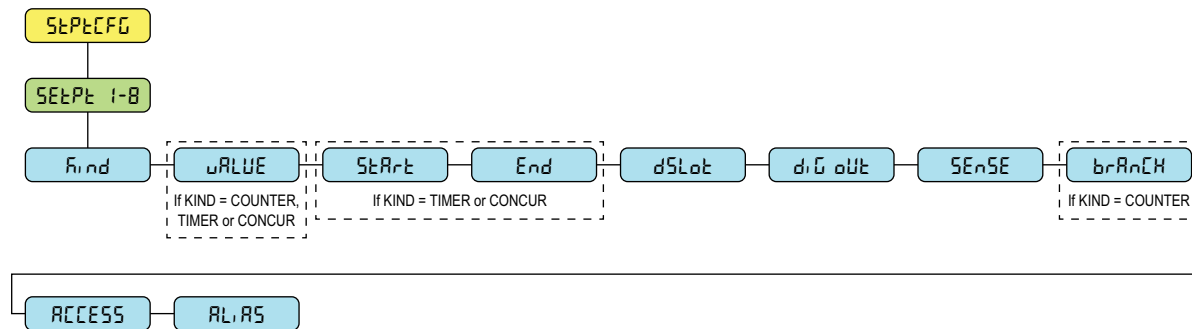 StPtCFG
SEtPt 1-8
Kind
vALUE
StArt
End
dSLot
diG oUt
SEnSE
brAnCH
If KIND = COUNTER,
TIMER or CONCUR
If KIND = TIMER or CONCUR
If KIND = COUNTER
ACCESS
ALiAS